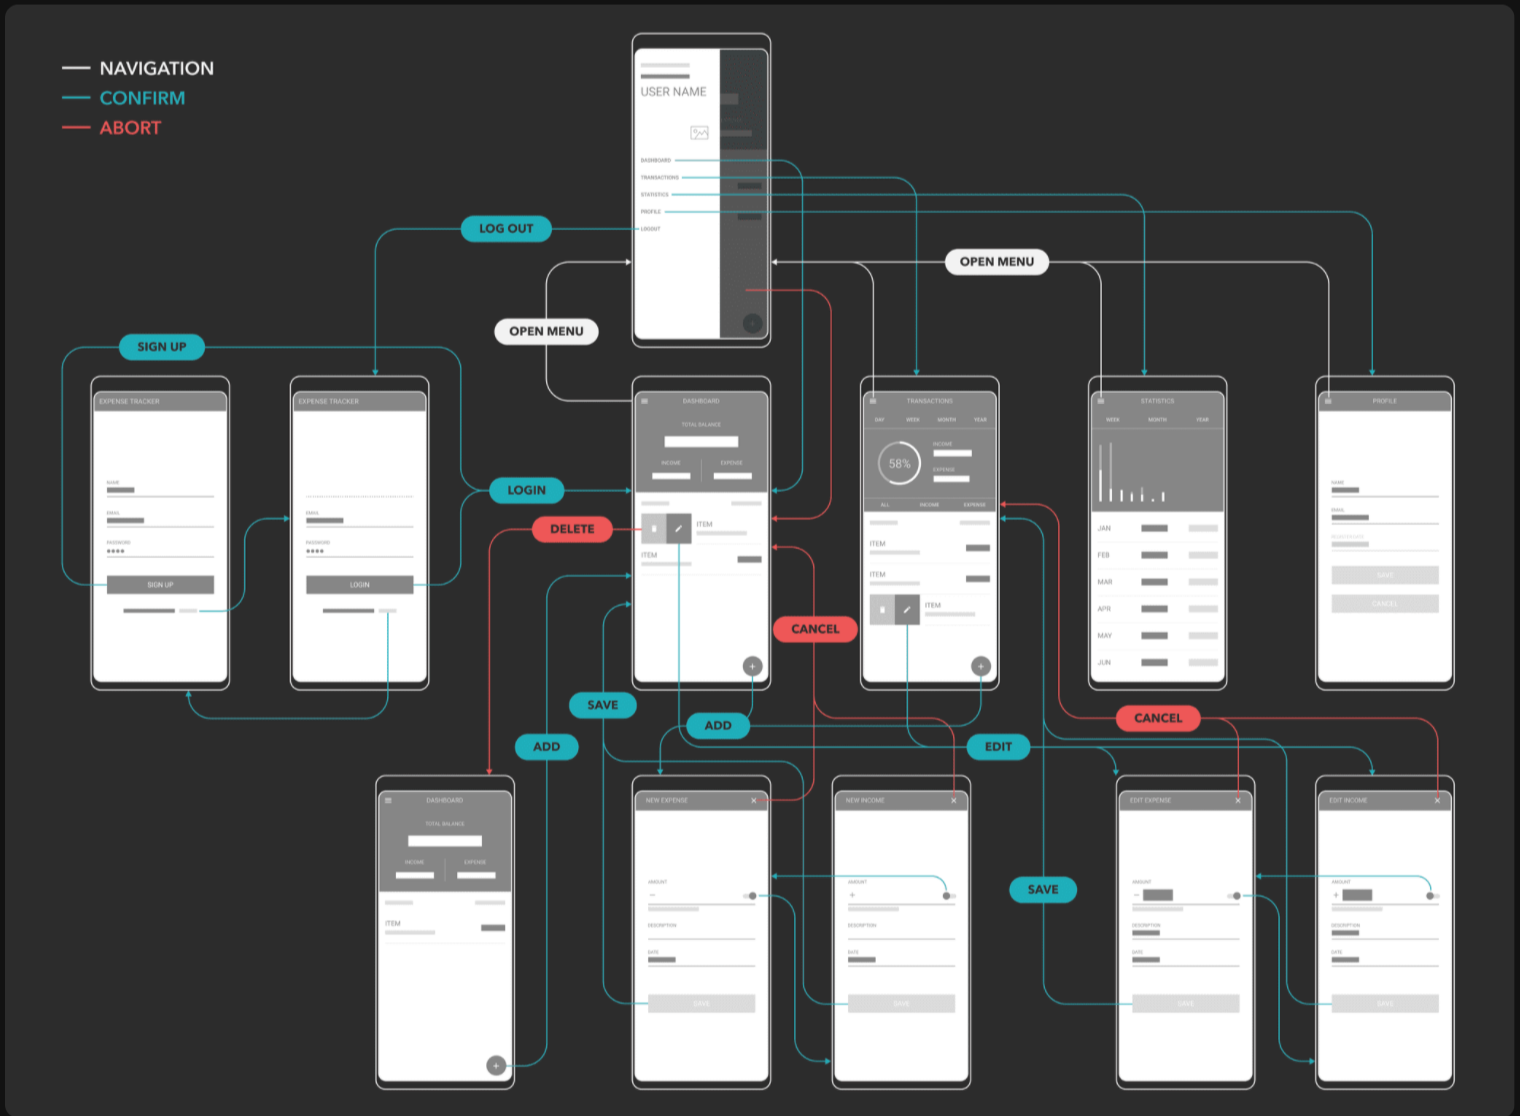 NAVIGATION
CONFIRM
ABORT
USER NAME
DASHBOARD
TRANSACTIONS
STATISTICS
PROFILE
LOGOUT
LOG OUT
OPEN MENU
OPEN MENU
SIGN UP
EXPENSE TRACKER
NAME
EMAIL
PASSWORD
SIGN UP
EXPENSE TRACKER
EMAIL
PASSWORD
LOGIN
LOGIN
DELETE
DASHBOARD
TOTAL BALANCE
INCOME
EXPENSE
ITEM
ITEM
+
TRANSACTIONS
DAY WEEK MONTH YEAR
58%
INCOME
EXPENSE
ALL INCOME EXPENSE
ITEM
ITEM
ITEM
+
STATISTICS
WEEK MONTH YEAR
JAN
FEB
MAR
APR
MAY
JUN
PROFILE
NAME
EMAIL
SAVE
CANCEL
CANCEL
SAVE
ADD
ADD
EDIT
CANCEL
SAVE
DASHBOARD
TOTAL BALANCE
INCOME
EXPENSE
ITEM
+
NEW EXPENSE
AMOUNT
−
DESCRIPTION
DATE
SAVE
NEW INCOME
AMOUNT
+
DESCRIPTION
DATE
SAVE
EDIT EXPENSE
AMOUNT
−
DESCRIPTION
DATE
SAVE
EDIT INCOME
AMOUNT
+
DESCRIPTION
DATE
SAVE